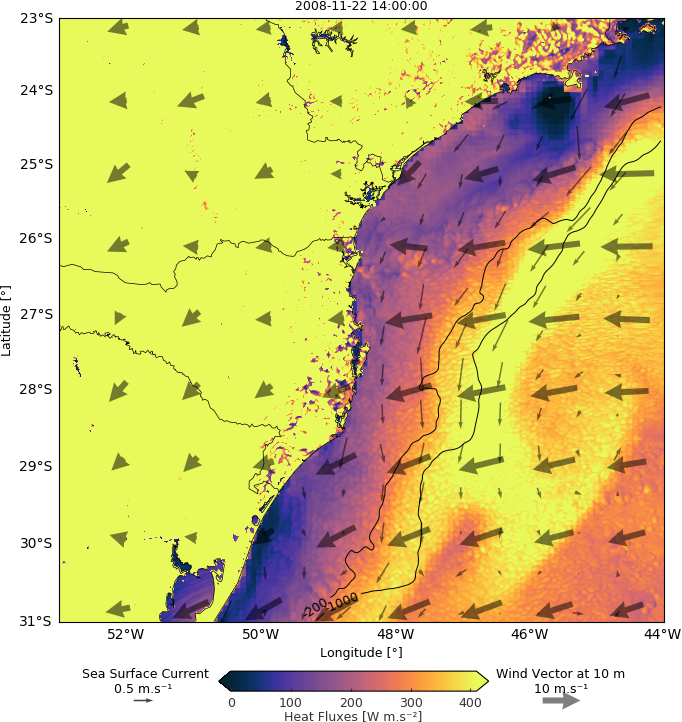 2008-11-22 14:00:00
23°S
24°S
25°S
26°S
27°S
28°S
29°S
30°S
31°S
Latitude [°]
-200
-1000
52°W 50°W 48°W 46°W 44°W
Longitude [°]
Sea Surface Current
0.5 m.s⁻¹
Wind Vector at 10 m
10 m.s⁻¹
0 100 200 300 400
Heat Fluxes [W m.s⁻²]